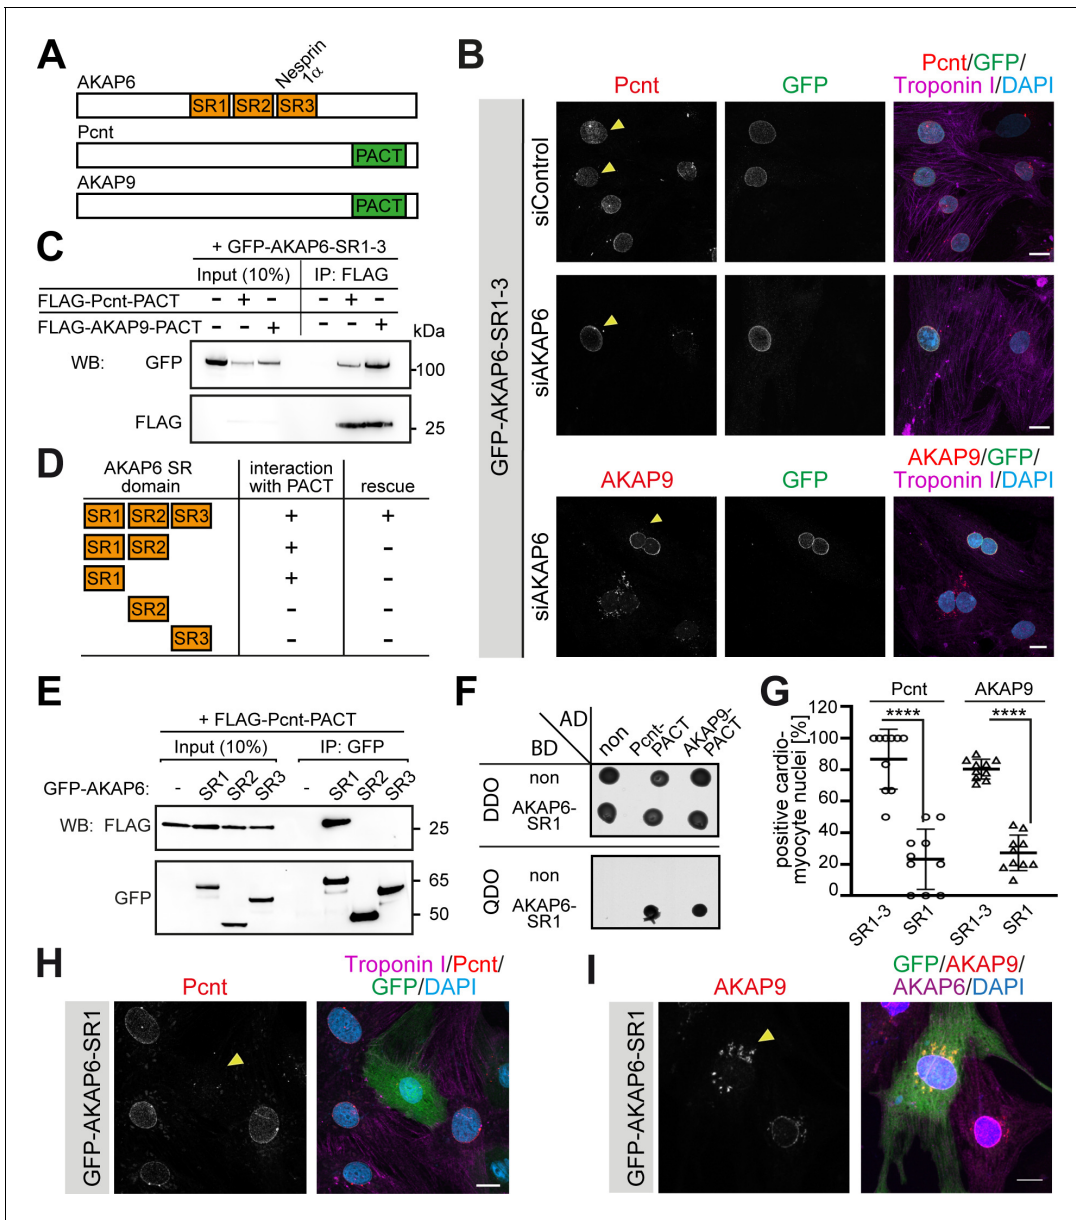 A
AKAP6
Nesprin
1α
SR1 SR2 SR3
Pcnt
PACT
AKAP9
PACT
B
Pcnt
GFP
Pcnt/GFP/
Troponin I/DAPI
GFP-AKAP6-SR1-3
siControl
siAKAP6
AKAP9
GFP
AKAP9/GFP/
Troponin I/DAPI
siAKAP6
C
+ GFP-AKAP6-SR1-3
Input (10%) IP: FLAG
FLAG-Pcnt-PACT - + - - + -
FLAG-AKAP9-PACT - - + - - +
kDa
WB: GFP
-100
FLAG
- 25
D
AKAP6 SR
domain
interaction
with PACT
rescue
SR1 SR2 SR3 + +
SR1 SR2 + -
SR1 + -
SR2 - -
SR3 - -
E
+ FLAG-Pcnt-PACT
Input (10%) IP: GFP
GFP-AKAP6: - SR1 SR2 SR3 - SR1 SR2 SR3
WB: FLAG
- 25
GFP
- 65
- 50
F
AD
BD
non
Pcnt-
PACT
AKAP9-
PACT
DDO
non
AKAP6-
SR1
QDO
non
AKAP6-
SR1
G
Pcnt AKAP9
**** ****
positive cardio-
myocyte nuclei [%]
120
100
80
60
40
20
0
SR1-3 SR1 SR1-3 SR1
H
Pcnt
Troponin I/Pcnt/
GFP/DAPI
GFP-AKAP6-SR1
I
AKAP9
GFP/AKAP9/
AKAP6/DAPI
GFP-AKAP6-SR1